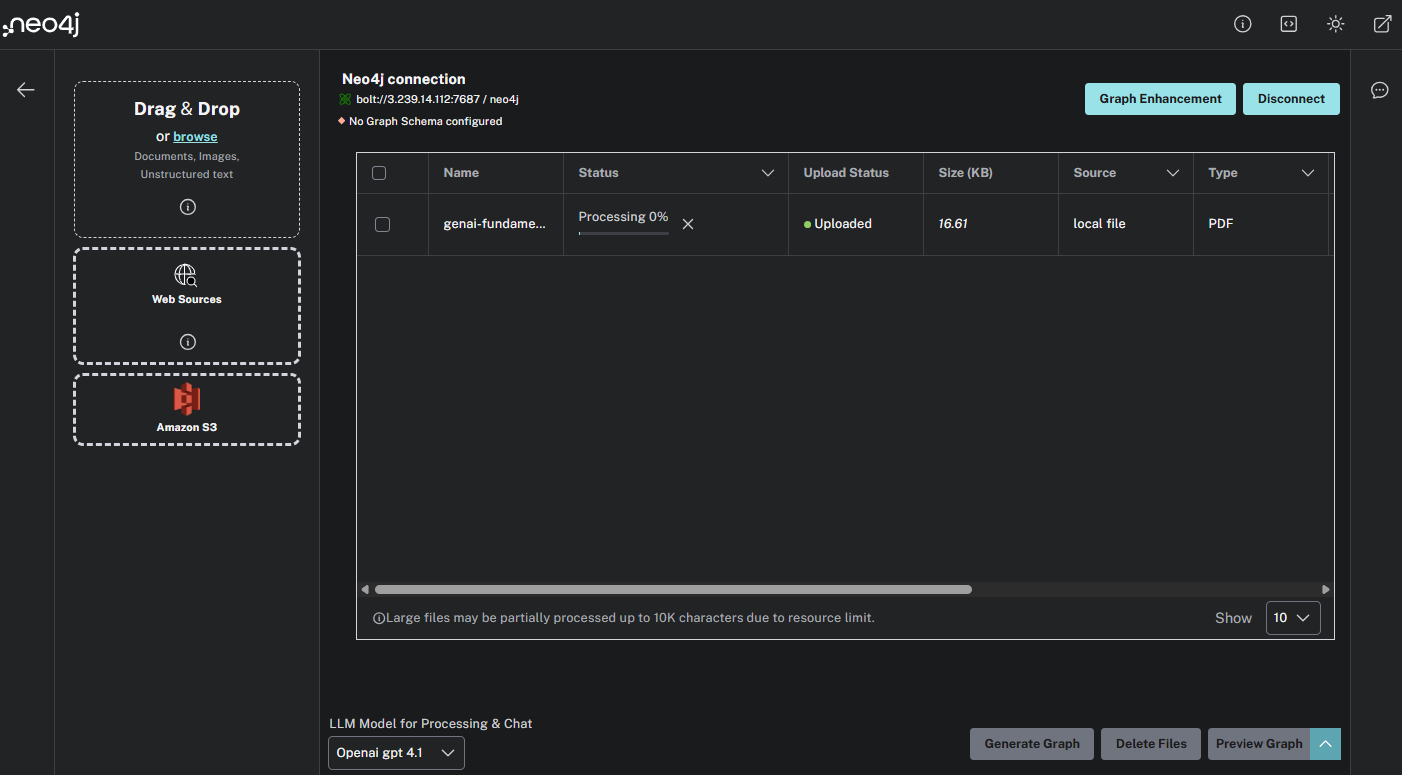 neo4j
Drag & Drop
or browse
Documents, Images,
Unstructured text
Web Sources
Amazon S3
Neo4j connection
bolt://3.239.14.112:7687 / neo4j
No Graph Schema configured
Graph Enhancement
Disconnect
Name Status Upload Status Size (KB) Source Type
genai-fundame... Processing 0% Uploaded 16.61 local file PDF
Large files may be partially processed up to 10K characters due to resource limit.
Show 10
LLM Model for Processing & Chat
Openai gpt 4.1
Generate Graph
Delete Files
Preview Graph